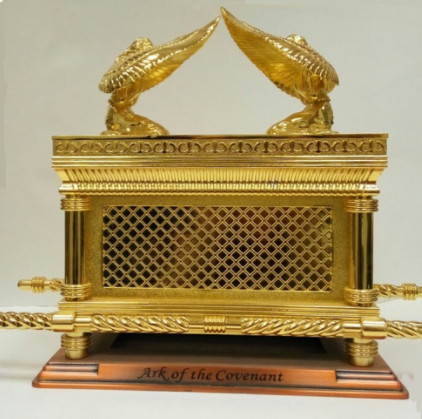 Ark of the Covenant